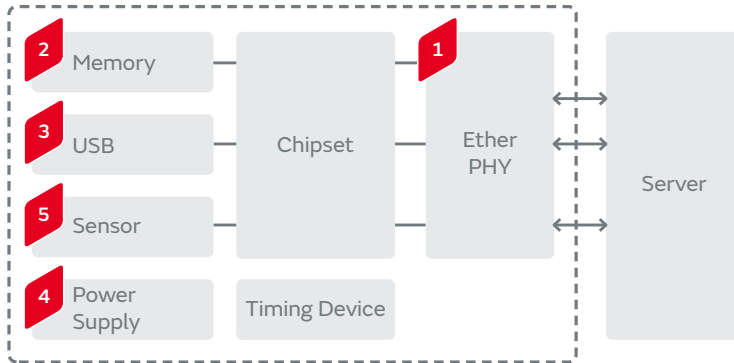 2
Memory
1
3
USB
Chipset
Ether
PHY
Server
5
Sensor
4
Power
Supply
Timing Device